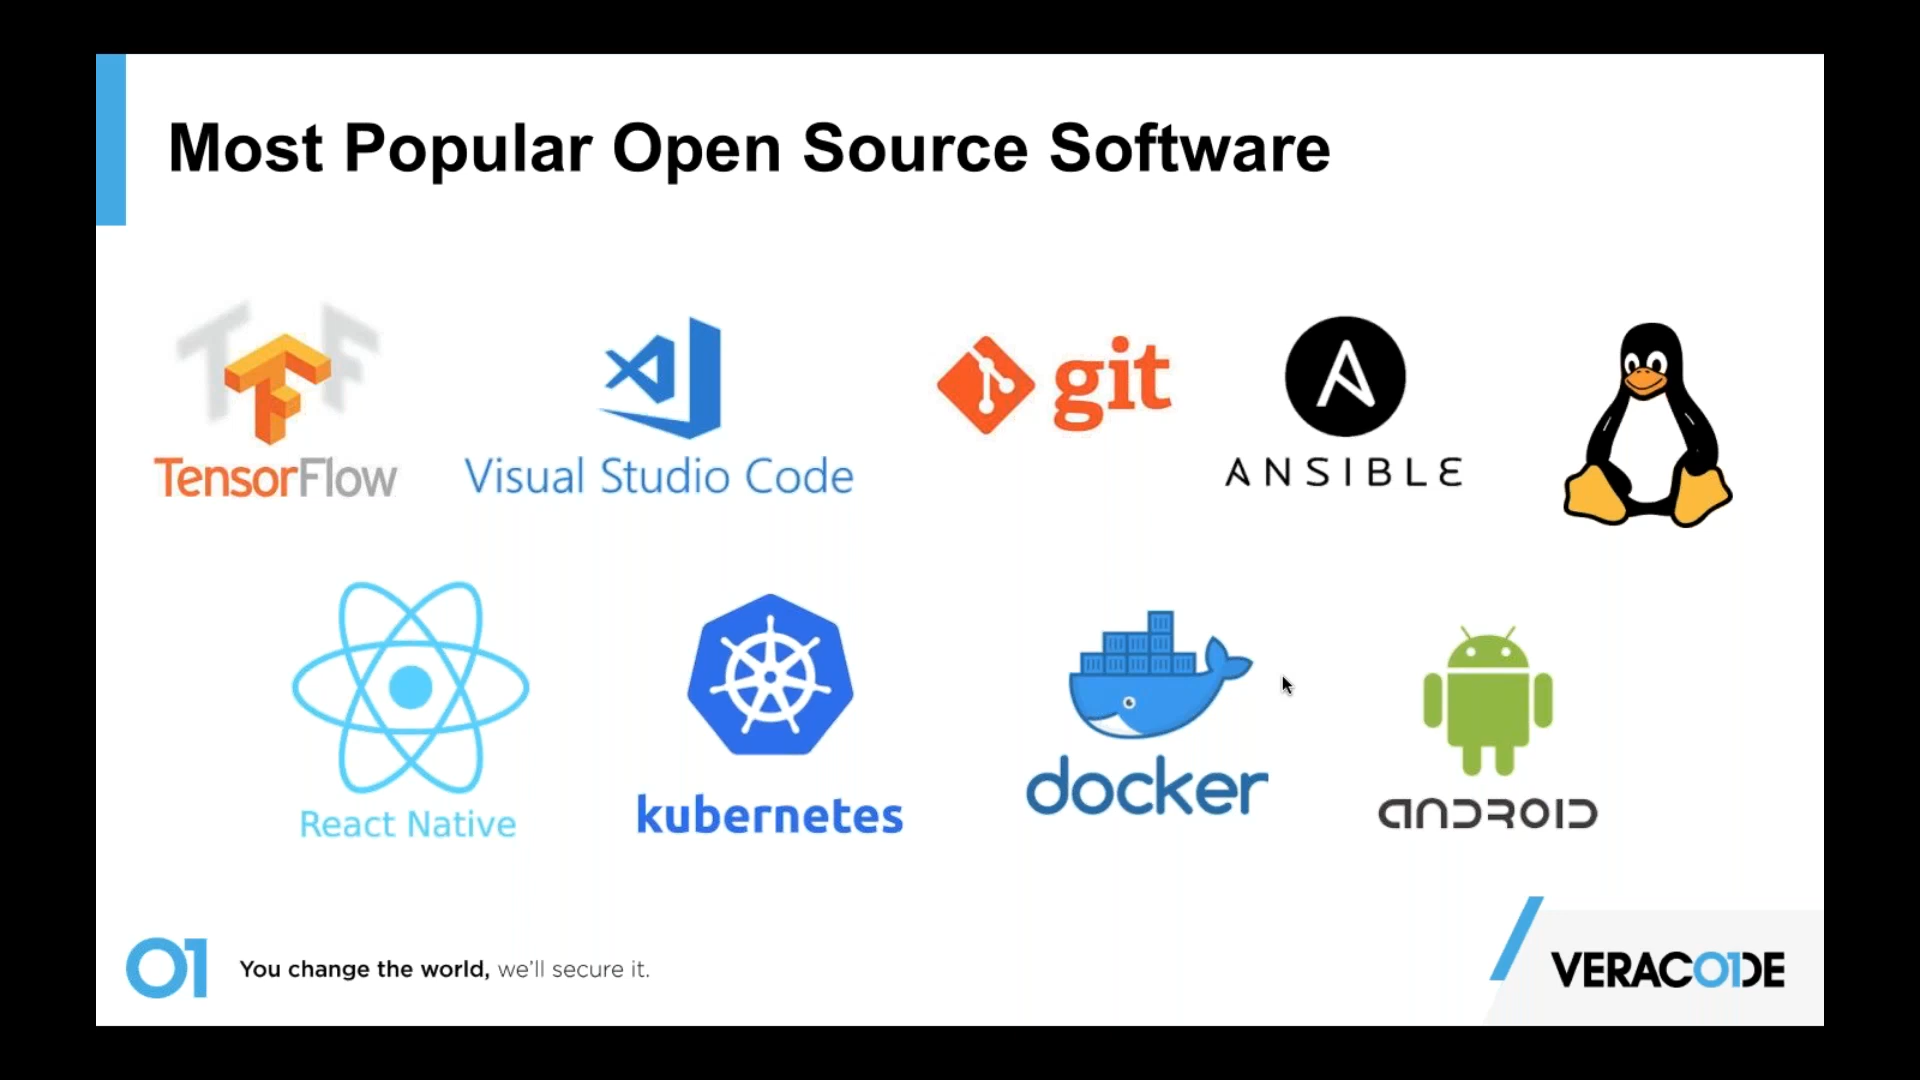 Most Popular Open Source Software
TensorFlow
Visual Studio Code
git
ANSIBLE
React Native
kubernetes
docker
ANDROID
01
You change the world, we'll secure it.
VERACODE